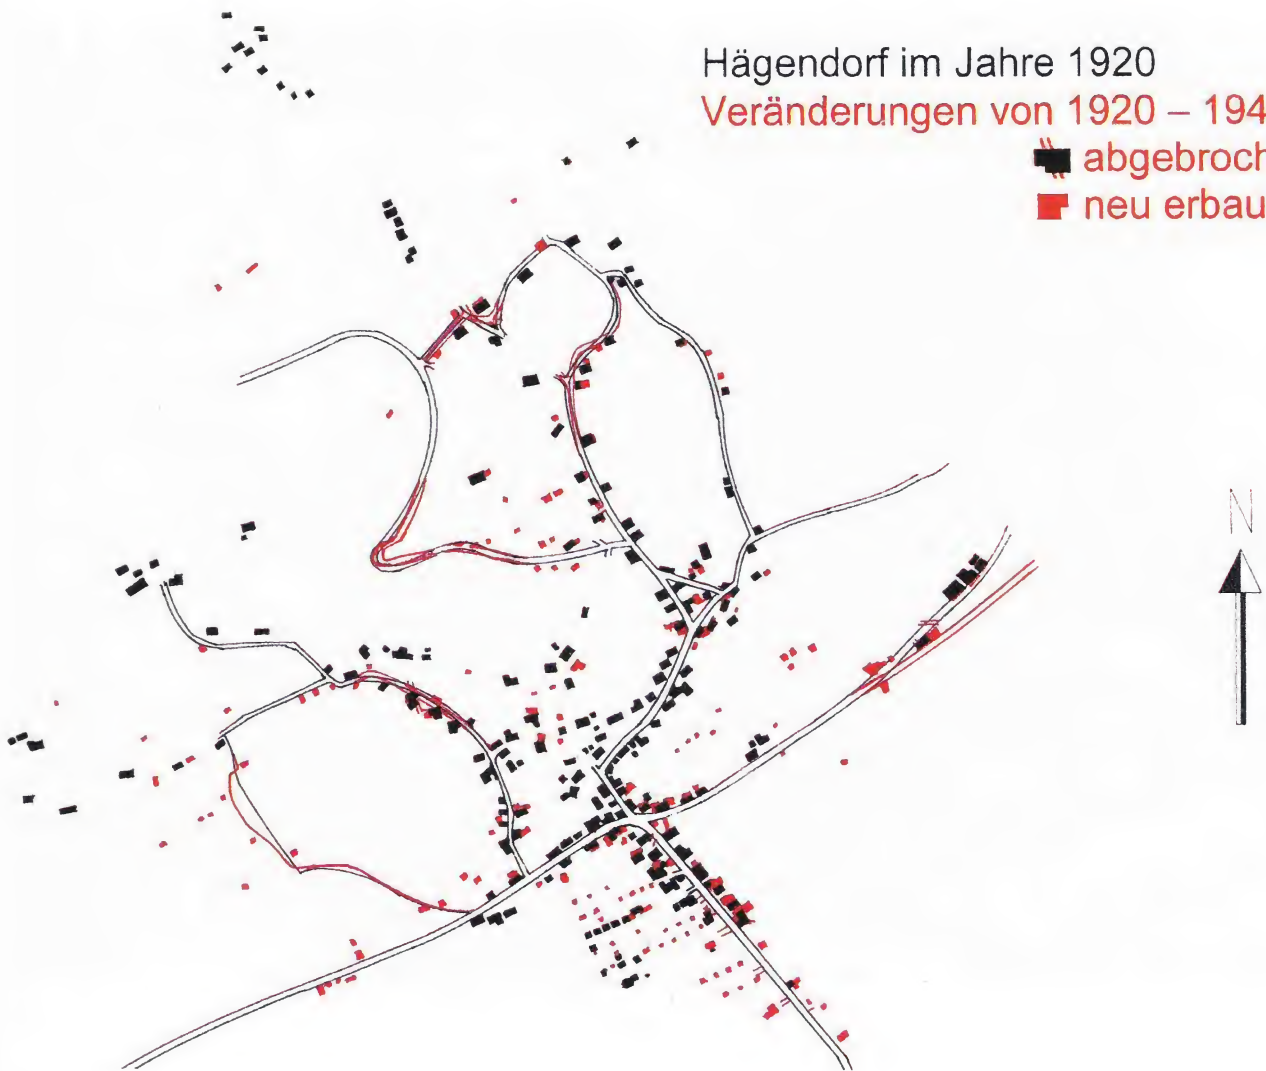 Hägendorf im Jahre 1920
Veränderungen von 1920 – 194
abgebroch
neu erbau
N